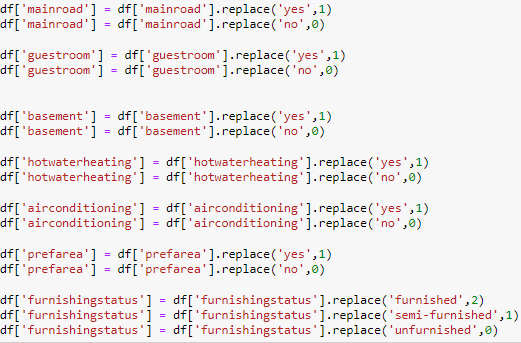 df['mainroad'] = df['mainroad'].replace('yes',1)
df['mainroad'] = df['mainroad'].replace('no',0)
df['guestroom'] = df['guestroom'].replace('yes',1)
df['guestroom'] = df['guestroom'].replace('no',0)
df['basement'] = df['basement'].replace('yes',1)
df['basement'] = df['basement'].replace('no',0)
df['hotwaterheating'] = df['hotwaterheating'].replace('yes',1)
df['hotwaterheating'] = df['hotwaterheating'].replace('no',0)
df['airconditioning'] = df['airconditioning'].replace('yes',1)
df['airconditioning'] = df['airconditioning'].replace('no',0)
df['prefarea'] = df['prefarea'].replace('yes',1)
df['prefarea'] = df['prefarea'].replace('no',0)
df['furnishingstatus'] = df['furnishingstatus'].replace('furnished',2)
df['furnishingstatus'] = df['furnishingstatus'].replace('semi-furnished',1)
df['furnishingstatus'] = df['furnishingstatus'].replace('unfurnished',0)